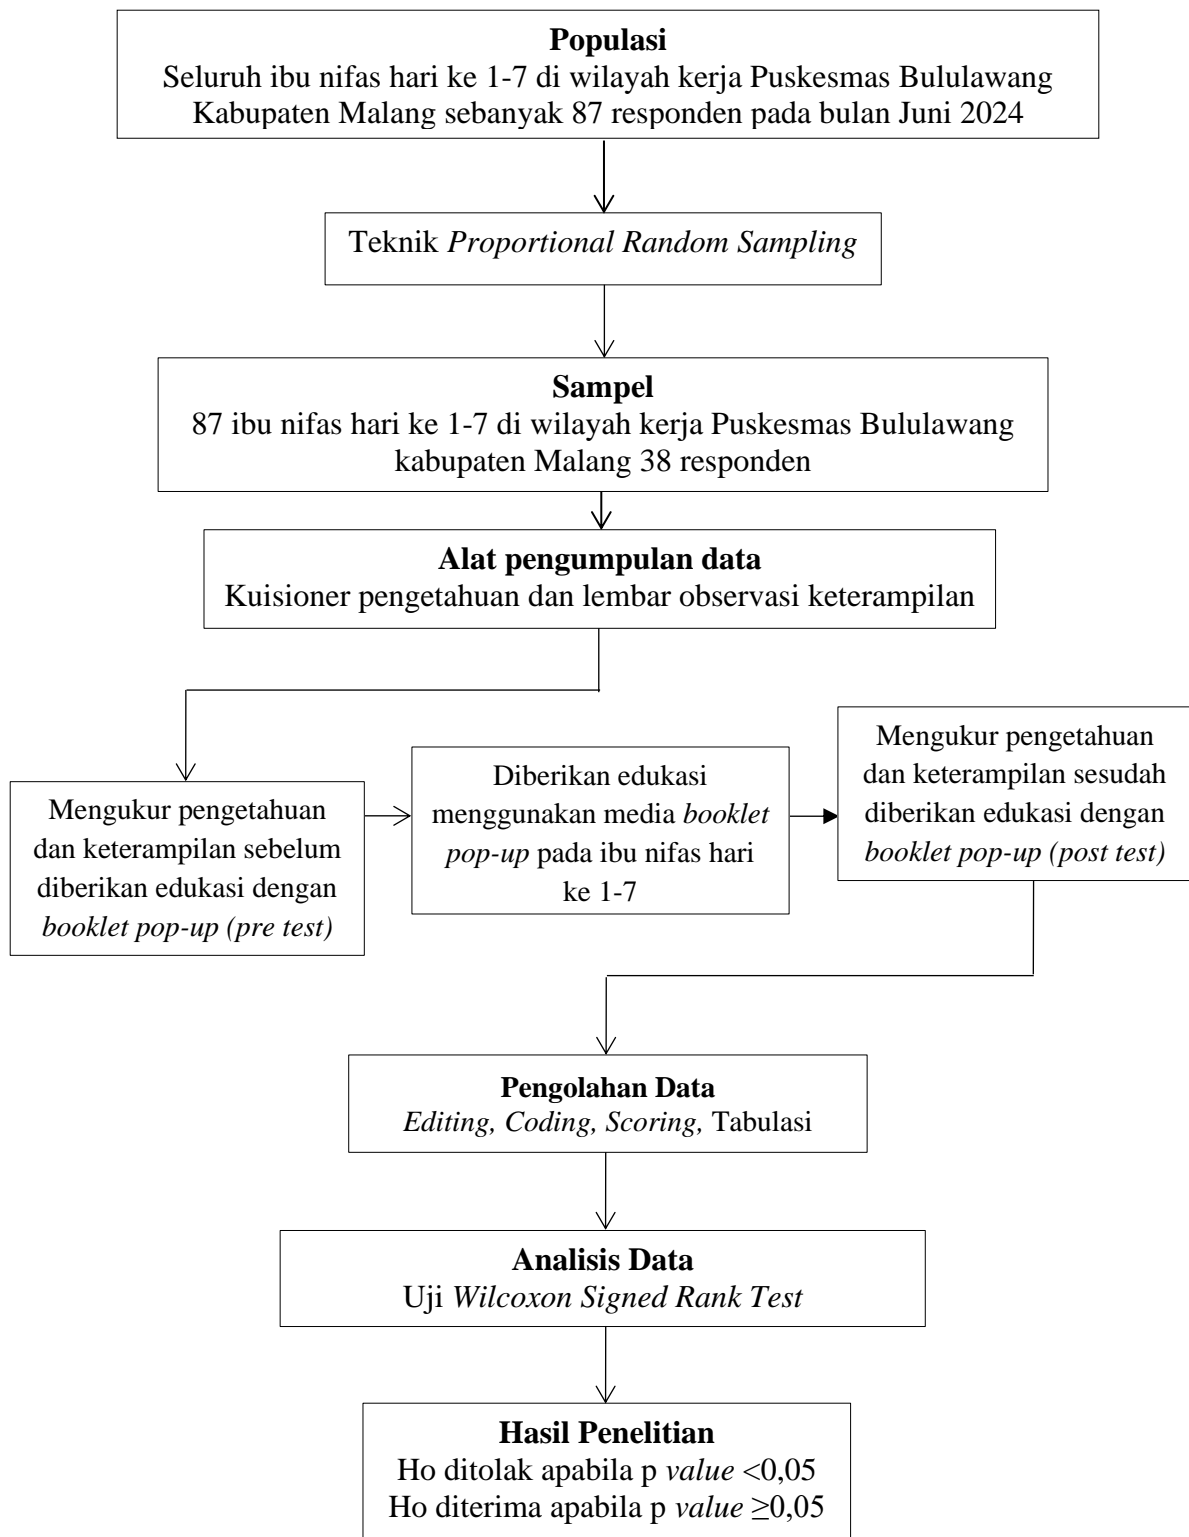 Populasi
Seluruh ibu nifas hari ke 1-7 di wilayah kerja Puskesmas Bululawang
Kabupaten Malang sebanyak 87 responden pada bulan Juni 2024
Teknik Proportional Random Sampling
Sampel
87 ibu nifas hari ke 1-7 di wilayah kerja Puskesmas Bululawang
kabupaten Malang 38 responden
Alat pengumpulan data
Kuisioner pengetahuan dan lembar observasi keterampilan
Mengukur pengetahuan
dan keterampilan sebelum
diberikan edukasi dengan
booklet pop-up (pre test)
Diberikan edukasi
menggunakan media booklet
pop-up pada ibu nifas hari
ke 1-7
Mengukur pengetahuan
dan keterampilan sesudah
diberikan edukasi dengan
booklet pop-up (post test)
Pengolahan Data
Editing, Coding, Scoring, Tabulasi
Analisis Data
Uji Wilcoxon Signed Rank Test
Hasil Penelitian
Ho ditolak apabila p value <0,05
Ho diterima apabila p value ≥0,05